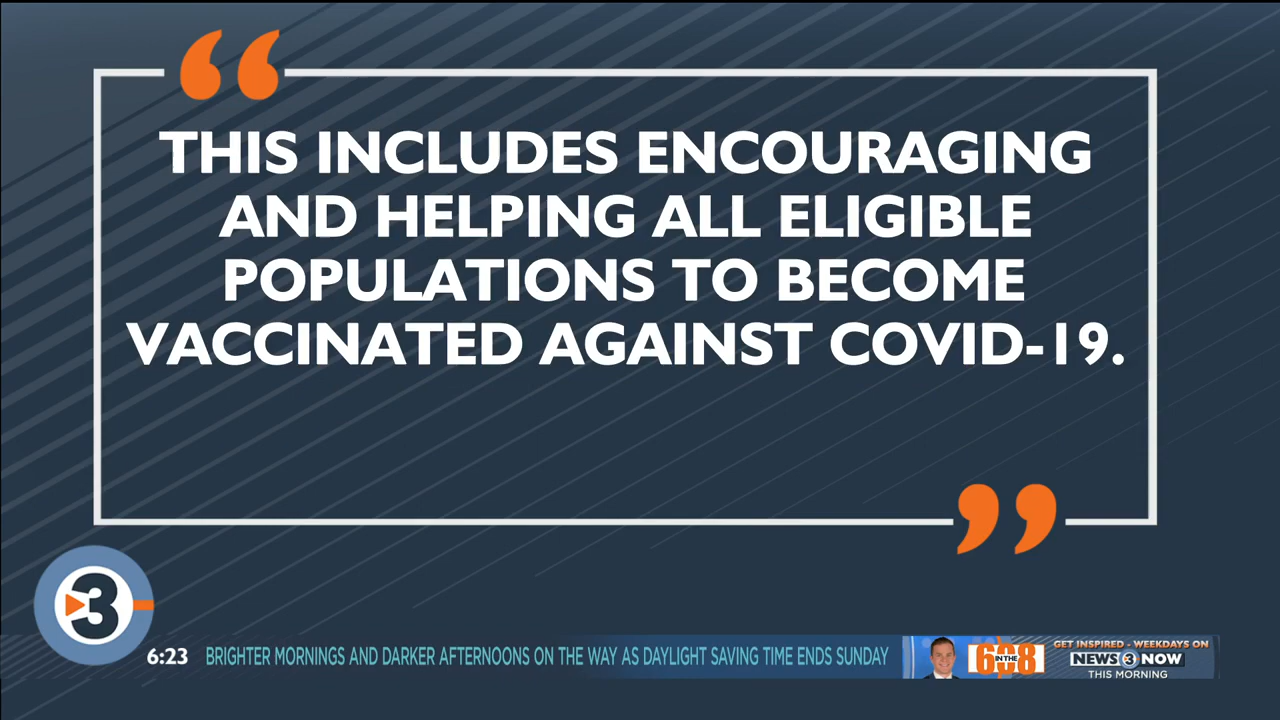 THIS INCLUDES ENCOURAGING
AND HELPING ALL ELIGIBLE
POPULATIONS TO BECOME
VACCINATED AGAINST COVID-19.
3
6:23
BRIGHTER MORNINGS AND DARKER AFTERNOONS ON THE WAY AS DAYLIGHT SAVING TIME ENDS SUNDAY
608
IN THE
GET INSPIRED - WEEKDAYS ON
NEWS 3 NOW
THIS MORNING